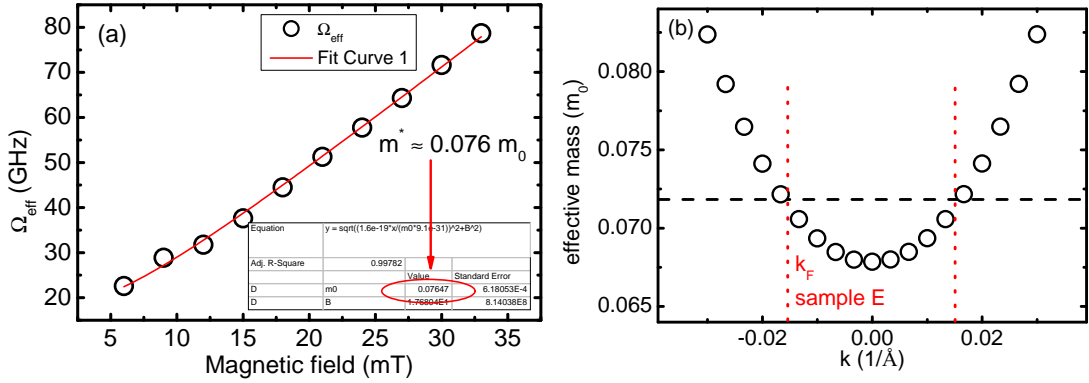 (a)
Ω_eff
Fit Curve 1
80
70
60
50
40
30
20
10
Ω_eff (GHz)
m* ≈ 0.076 m_0
Equation y = sqrt((1.6e-19*x/(m0*9.1e-31))^2+B^2)
Adj. R-Square 0.99782
Value Standard Error
D m0 0.07647 6.18053E-4
D B 8.14038E8
5 10 15 20 25 30 35
Magnetic field (mT)
(b)
0.080
0.075
0.070
0.065
effective mass (m_0)
k_F
sample E
-0.02 0.00 0.02
k (1/Å)